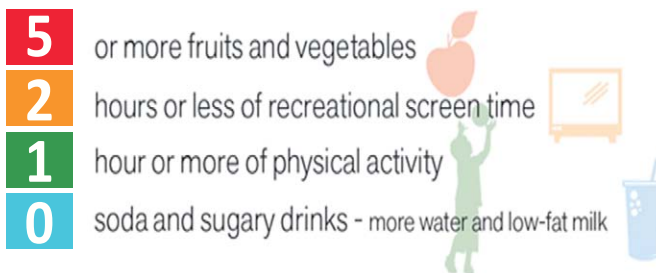 5 or more fruits and vegetables
2 hours or less of recreational screen time
1 hour or more of physical activity
0 soda and sugary drinks - more water and low-fat milk